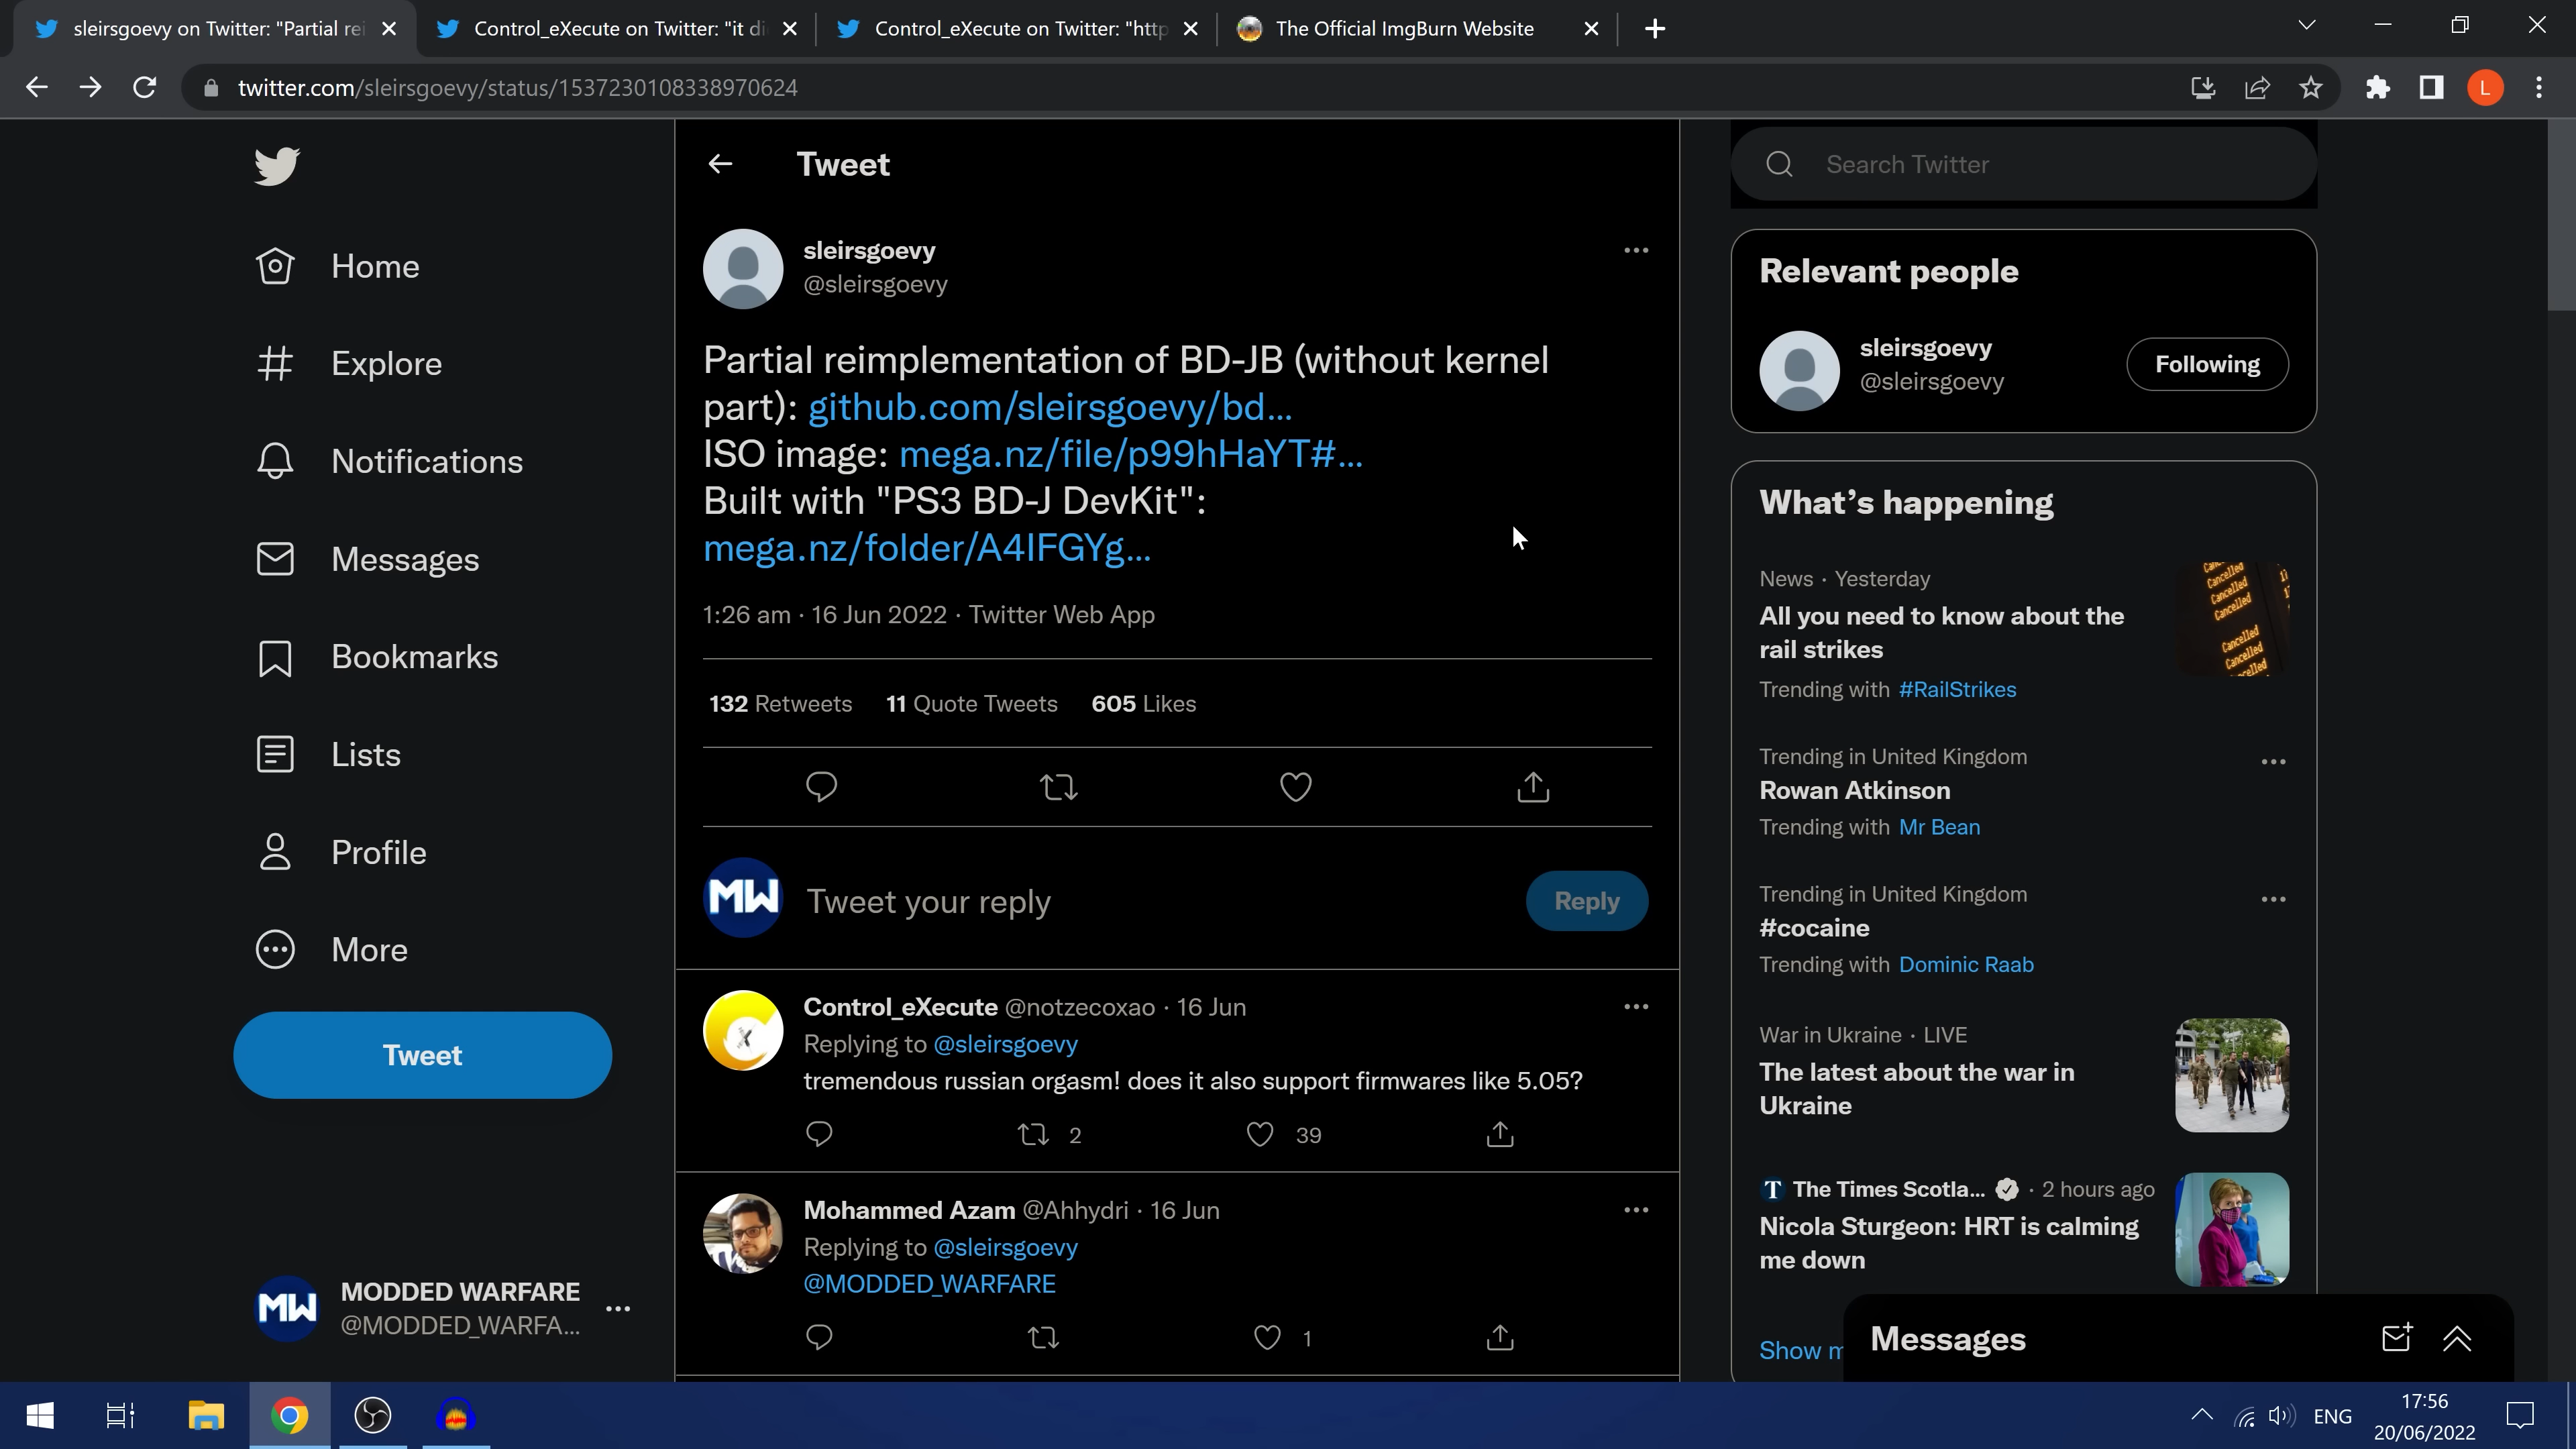 sleirsgoevy on Twitter: "Partial rei
Control_eXecute on Twitter: "it di
Control_eXecute on Twitter: "http
The Official ImgBurn Website
twitter.com/sleirsgoevy/status/1537230108338970624
L
Home
Explore
Notifications
Messages
Bookmarks
Lists
Profile
More
Tweet
MW
MODDED WARFARE
@MODDED_WARFA...
Tweet
sleirsgoevy
@sleirsgoevy
Partial reimplementation of BD-JB (without kernel
part): github.com/sleirsgoevy/bd...
ISO image: mega.nz/file/p99hHaYT#...
Built with "PS3 BD-J DevKit":
mega.nz/folder/A4IFGYg...
1:26 am · 16 Jun 2022 · Twitter Web App
132 Retweets 11 Quote Tweets 605 Likes
MW
Tweet your reply
Reply
Control_eXecute @notzecoxao · 16 Jun
Replying to @sleirsgoevy
tremendous russian orgasm! does it also support firmwares like 5.05?
2 39
Mohammed Azam @Ahhydri · 16 Jun
Replying to @sleirsgoevy
@MODDED_WARFARE
1
Search Twitter
Relevant people
sleirsgoevy
@sleirsgoevy
Following
What's happening
News · Yesterday
All you need to know about the
rail strikes
Trending with #RailStrikes
Cancelled
Cancelled
Cancelled
Cancelled
Cancelled
Trending in United Kingdom
Rowan Atkinson
Trending with Mr Bean
Trending in United Kingdom
#cocaine
Trending with Dominic Raab
War in Ukraine · LIVE
The latest about the war in
Ukraine
T The Times Scotla... · 2 hours ago
Nicola Sturgeon: HRT is calming
me down
Show m
Messages
ENG
17:56
20/06/2022